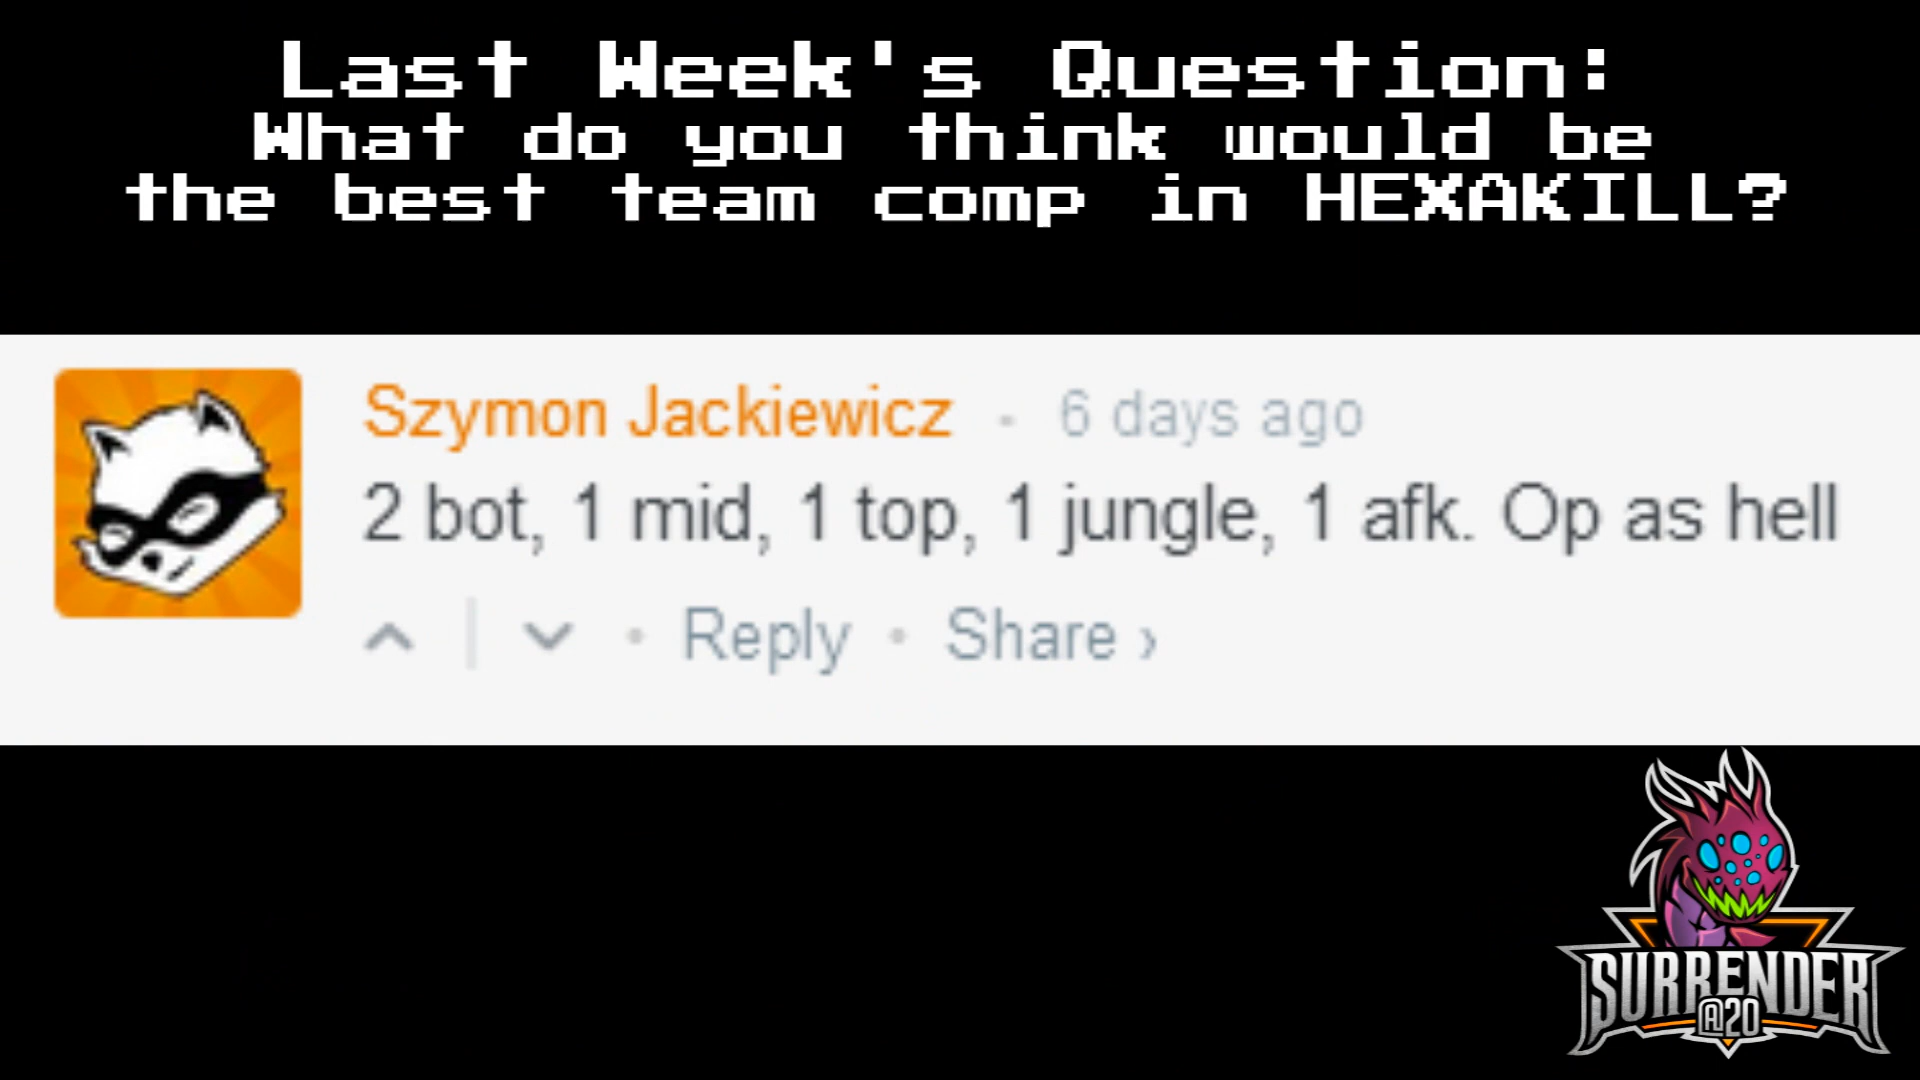 Last Week's Question:
What do you think would be
the best team comp in HEXAKILL?
Szymon Jackiewicz - 6 days ago
2 bot, 1 mid, 1 top, 1 jungle, 1 afk. Op as hell
• Reply • Share ›
SURRENDER
@20